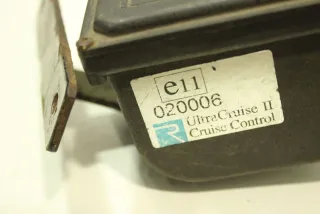 e11
020006
R UltraCruise II
Cruise Control